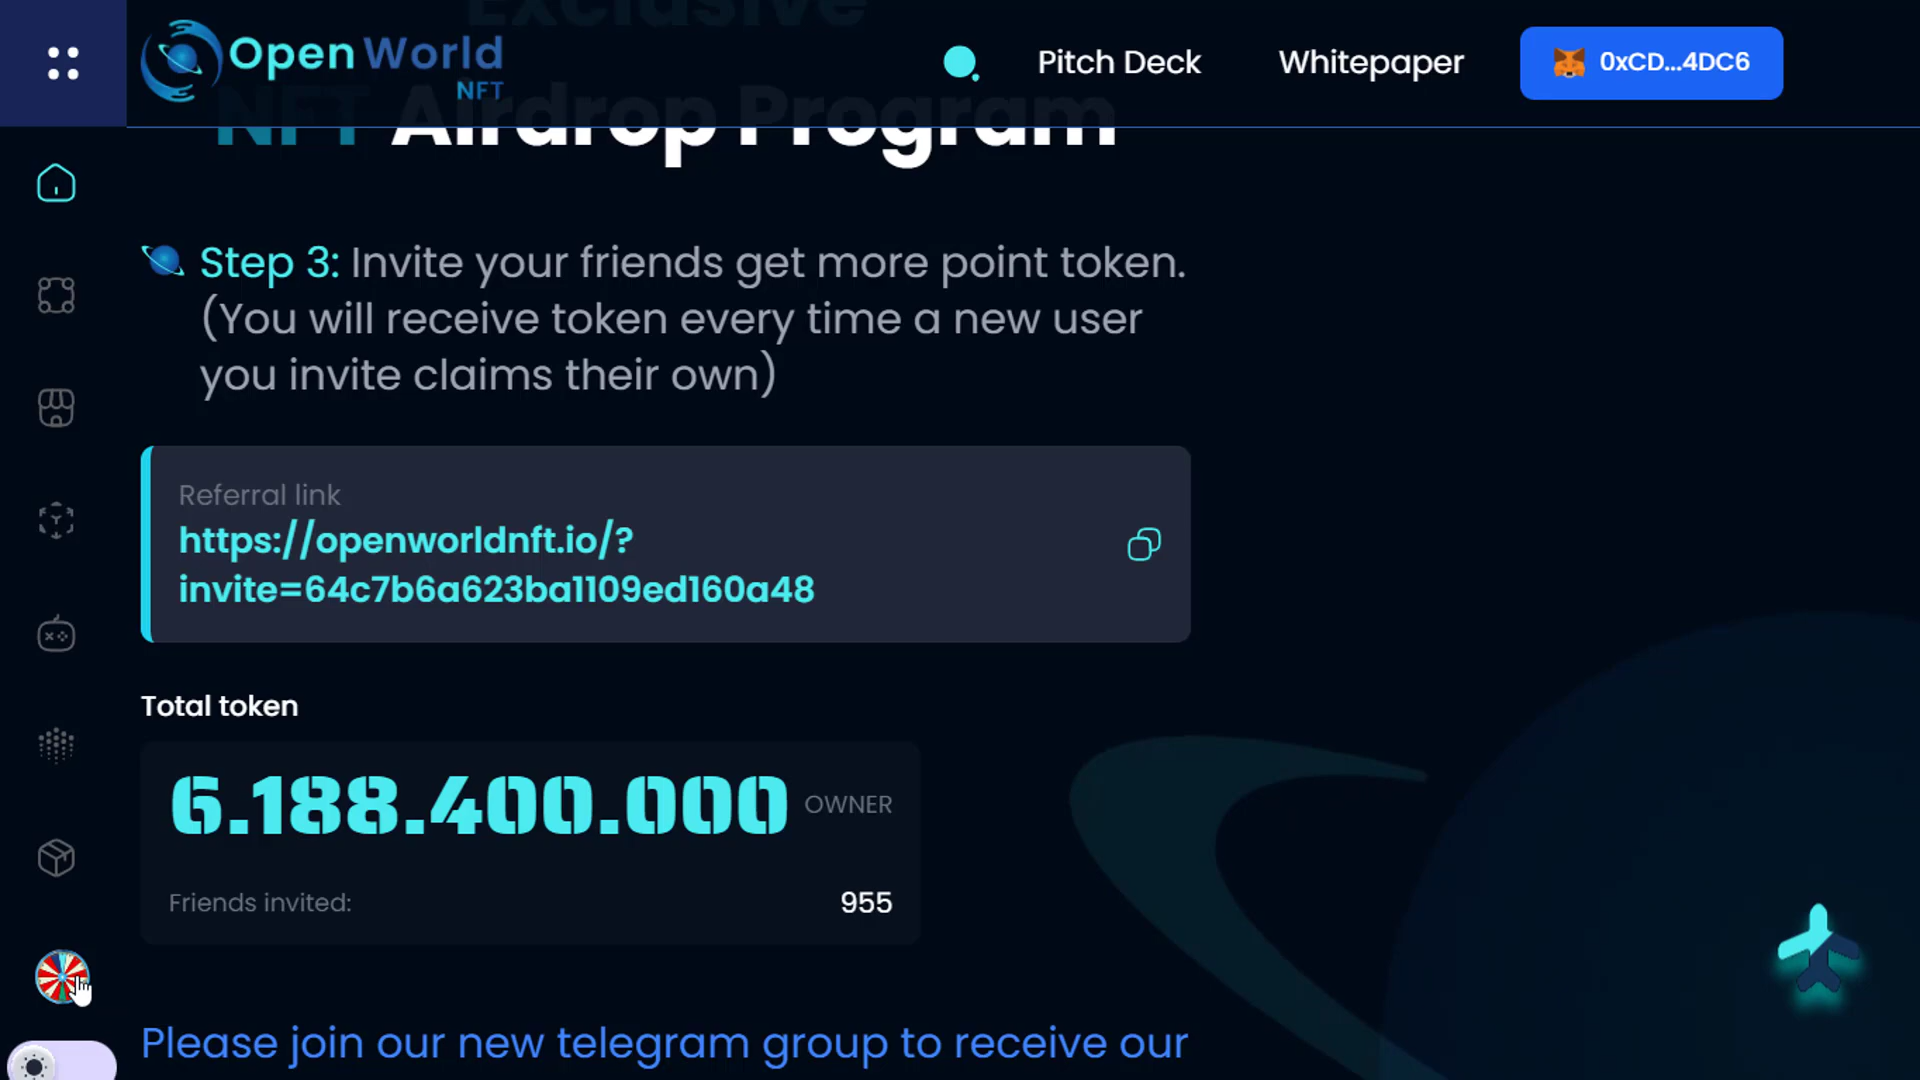 Exclusive
Open World
NFT
Pitch Deck
Whitepaper
0xCD...4DC6
NFT Airdrop Program
Step 3: Invite your friends get more point token.
(You will receive token every time a new user
you invite claims their own)
Referral link
https://openworldnft.io/?
invite=64c7b6a623ba1109ed160a48
Total token
6.188.400.000 OWNER
Friends invited: 955
Please join our new telegram group to receive our